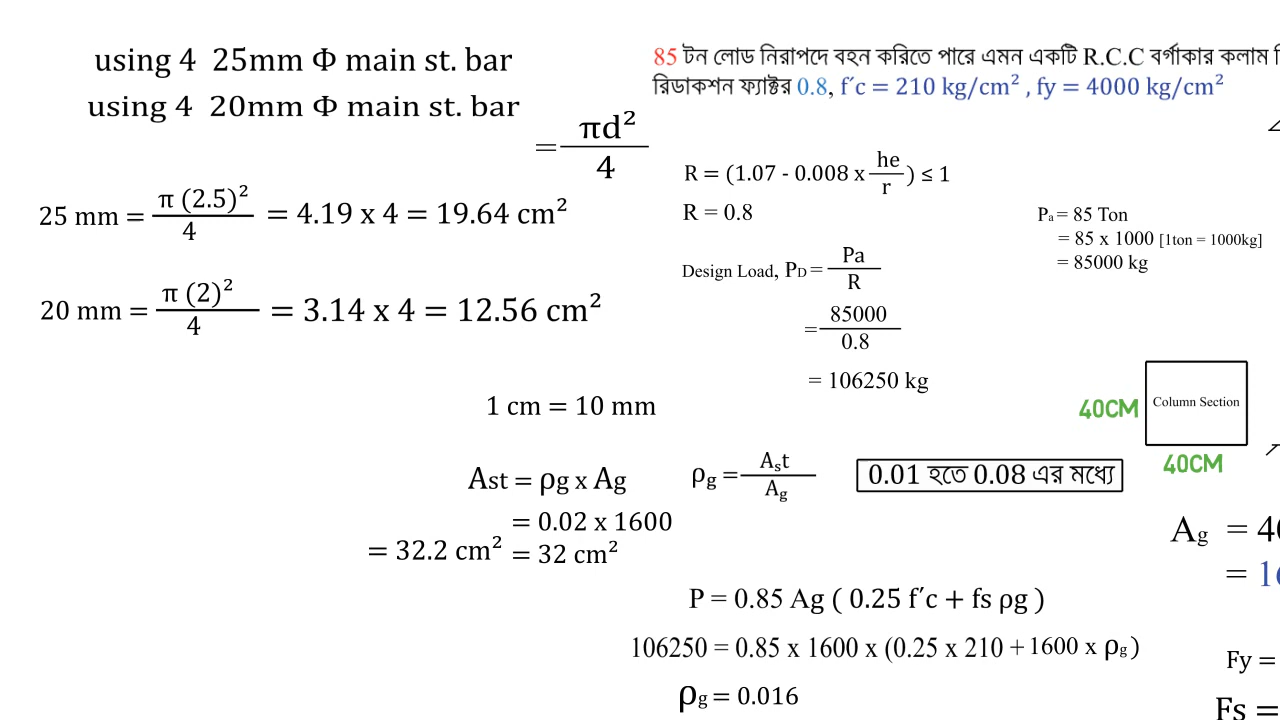 using 4 25mm Φ main st. bar
using 4 20mm Φ main st. bar
= πd² / 4
25 mm = π (2.5)² / 4 = 4.19 x 4 = 19.64 cm²
20 mm = π (2)² / 4 = 3.14 x 4 = 12.56 cm²
1 cm = 10 mm
Ast = ρg x Ag
= 0.02 x 1600
= 32.2 cm² = 32 cm²
85 টন লোড নিরাপদে বহন করিতে পারে এমন একটি R.C.C বর্গাকার কলাম
রিডাকশন ফ্যাক্টর 0.8, f′c = 210 kg/cm² , fy = 4000 kg/cm²
R = (1.07 - 0.008 x he / r ) ≤ 1
R = 0.8
Design Load, PD = Pa / R
= 85000 / 0.8
= 106250 kg
Pa = 85 Ton
= 85 x 1000 [1ton = 1000kg]
= 85000 kg
40CM
Column Section
40CM
ρg = Ast / Ag
0.01 হতে 0.08 এর মধ্যে
Ag = 4
= 1
P = 0.85 Ag ( 0.25 f′c + fs ρg )
106250 = 0.85 x 1600 x (0.25 x 210 + 1600 x ρg)
ρg = 0.016
Fy =
Fs =